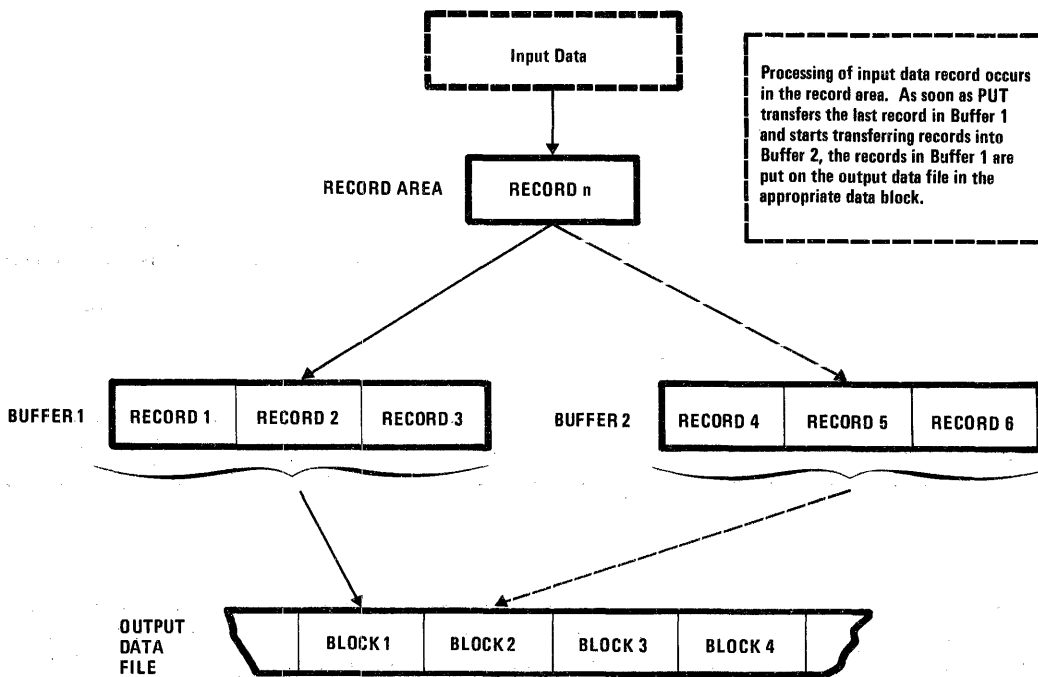 Input Data
Processing of input data record occurs
in the record area. As soon as PUT
transfers the last record in Buffer 1
and starts transferring records into
Buffer 2, the records in Buffer 1 are
put on the output data file in the
appropriate data block.
RECORD AREA
RECORD n
BUFFER 1
RECORD 1
RECORD 2
RECORD 3
BUFFER 2
RECORD 4
RECORD 5
RECORD 6
OUTPUT
DATA
FILE
BLOCK 1
BLOCK 2
BLOCK 3
BLOCK 4